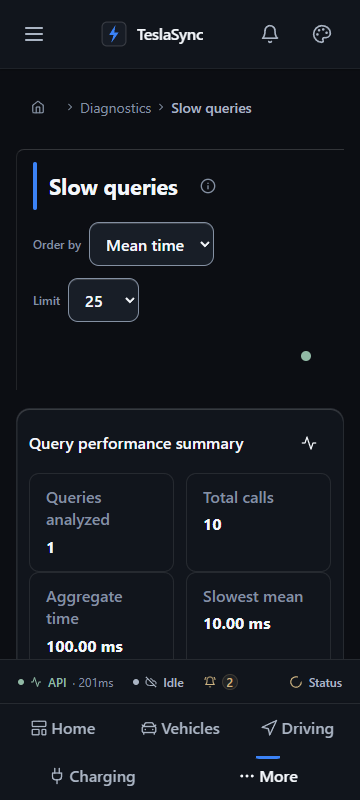 TeslaSync
Diagnostics Slow queries
Slow queries
Order by Mean time
Limit 25
Query performance summary
Queries analyzed
1
Total calls
10
Aggregate time
100.00 ms
Slowest mean
10.00 ms
API · 201ms Idle 2 Status
Home Vehicles Driving
Charging More